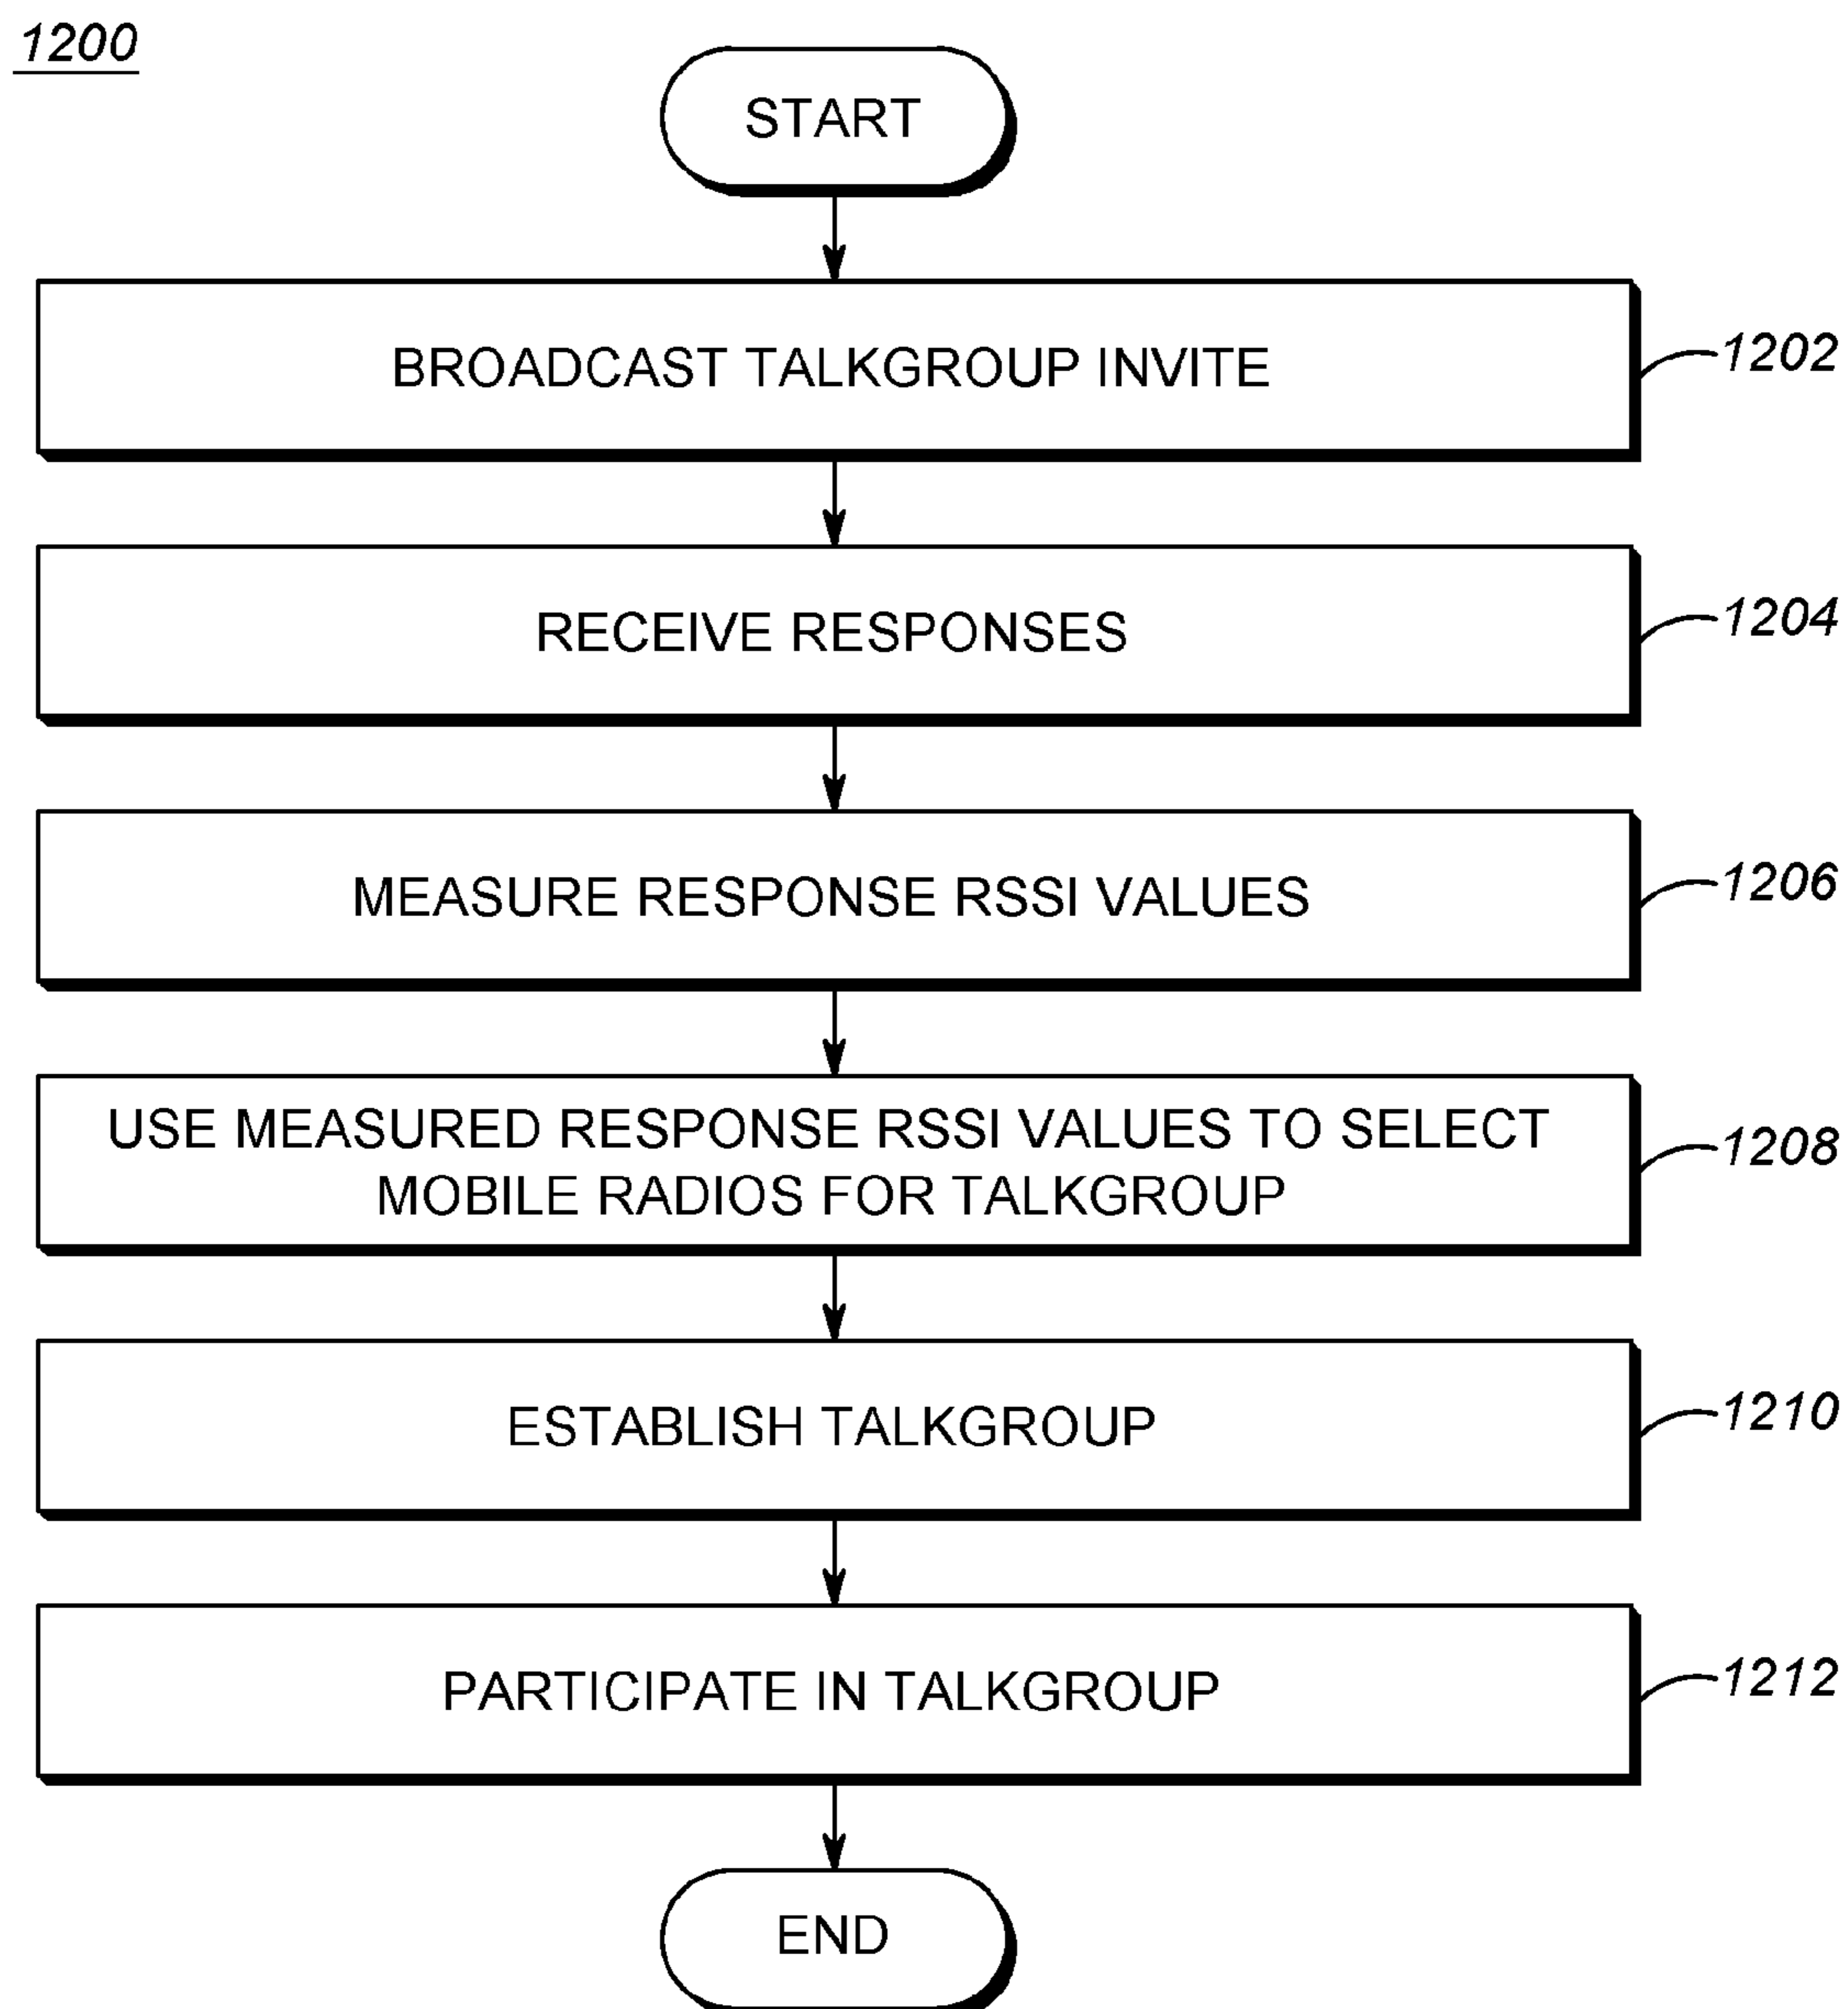 1200
START
BROADCAST TALKGROUP INVITE
1202
RECEIVE RESPONSES
1204
MEASURE RESPONSE RSSI VALUES
1206
USE MEASURED RESPONSE RSSI VALUES TO SELECT
MOBILE RADIOS FOR TALKGROUP
1208
ESTABLISH TALKGROUP
1210
PARTICIPATE IN TALKGROUP
1212
END